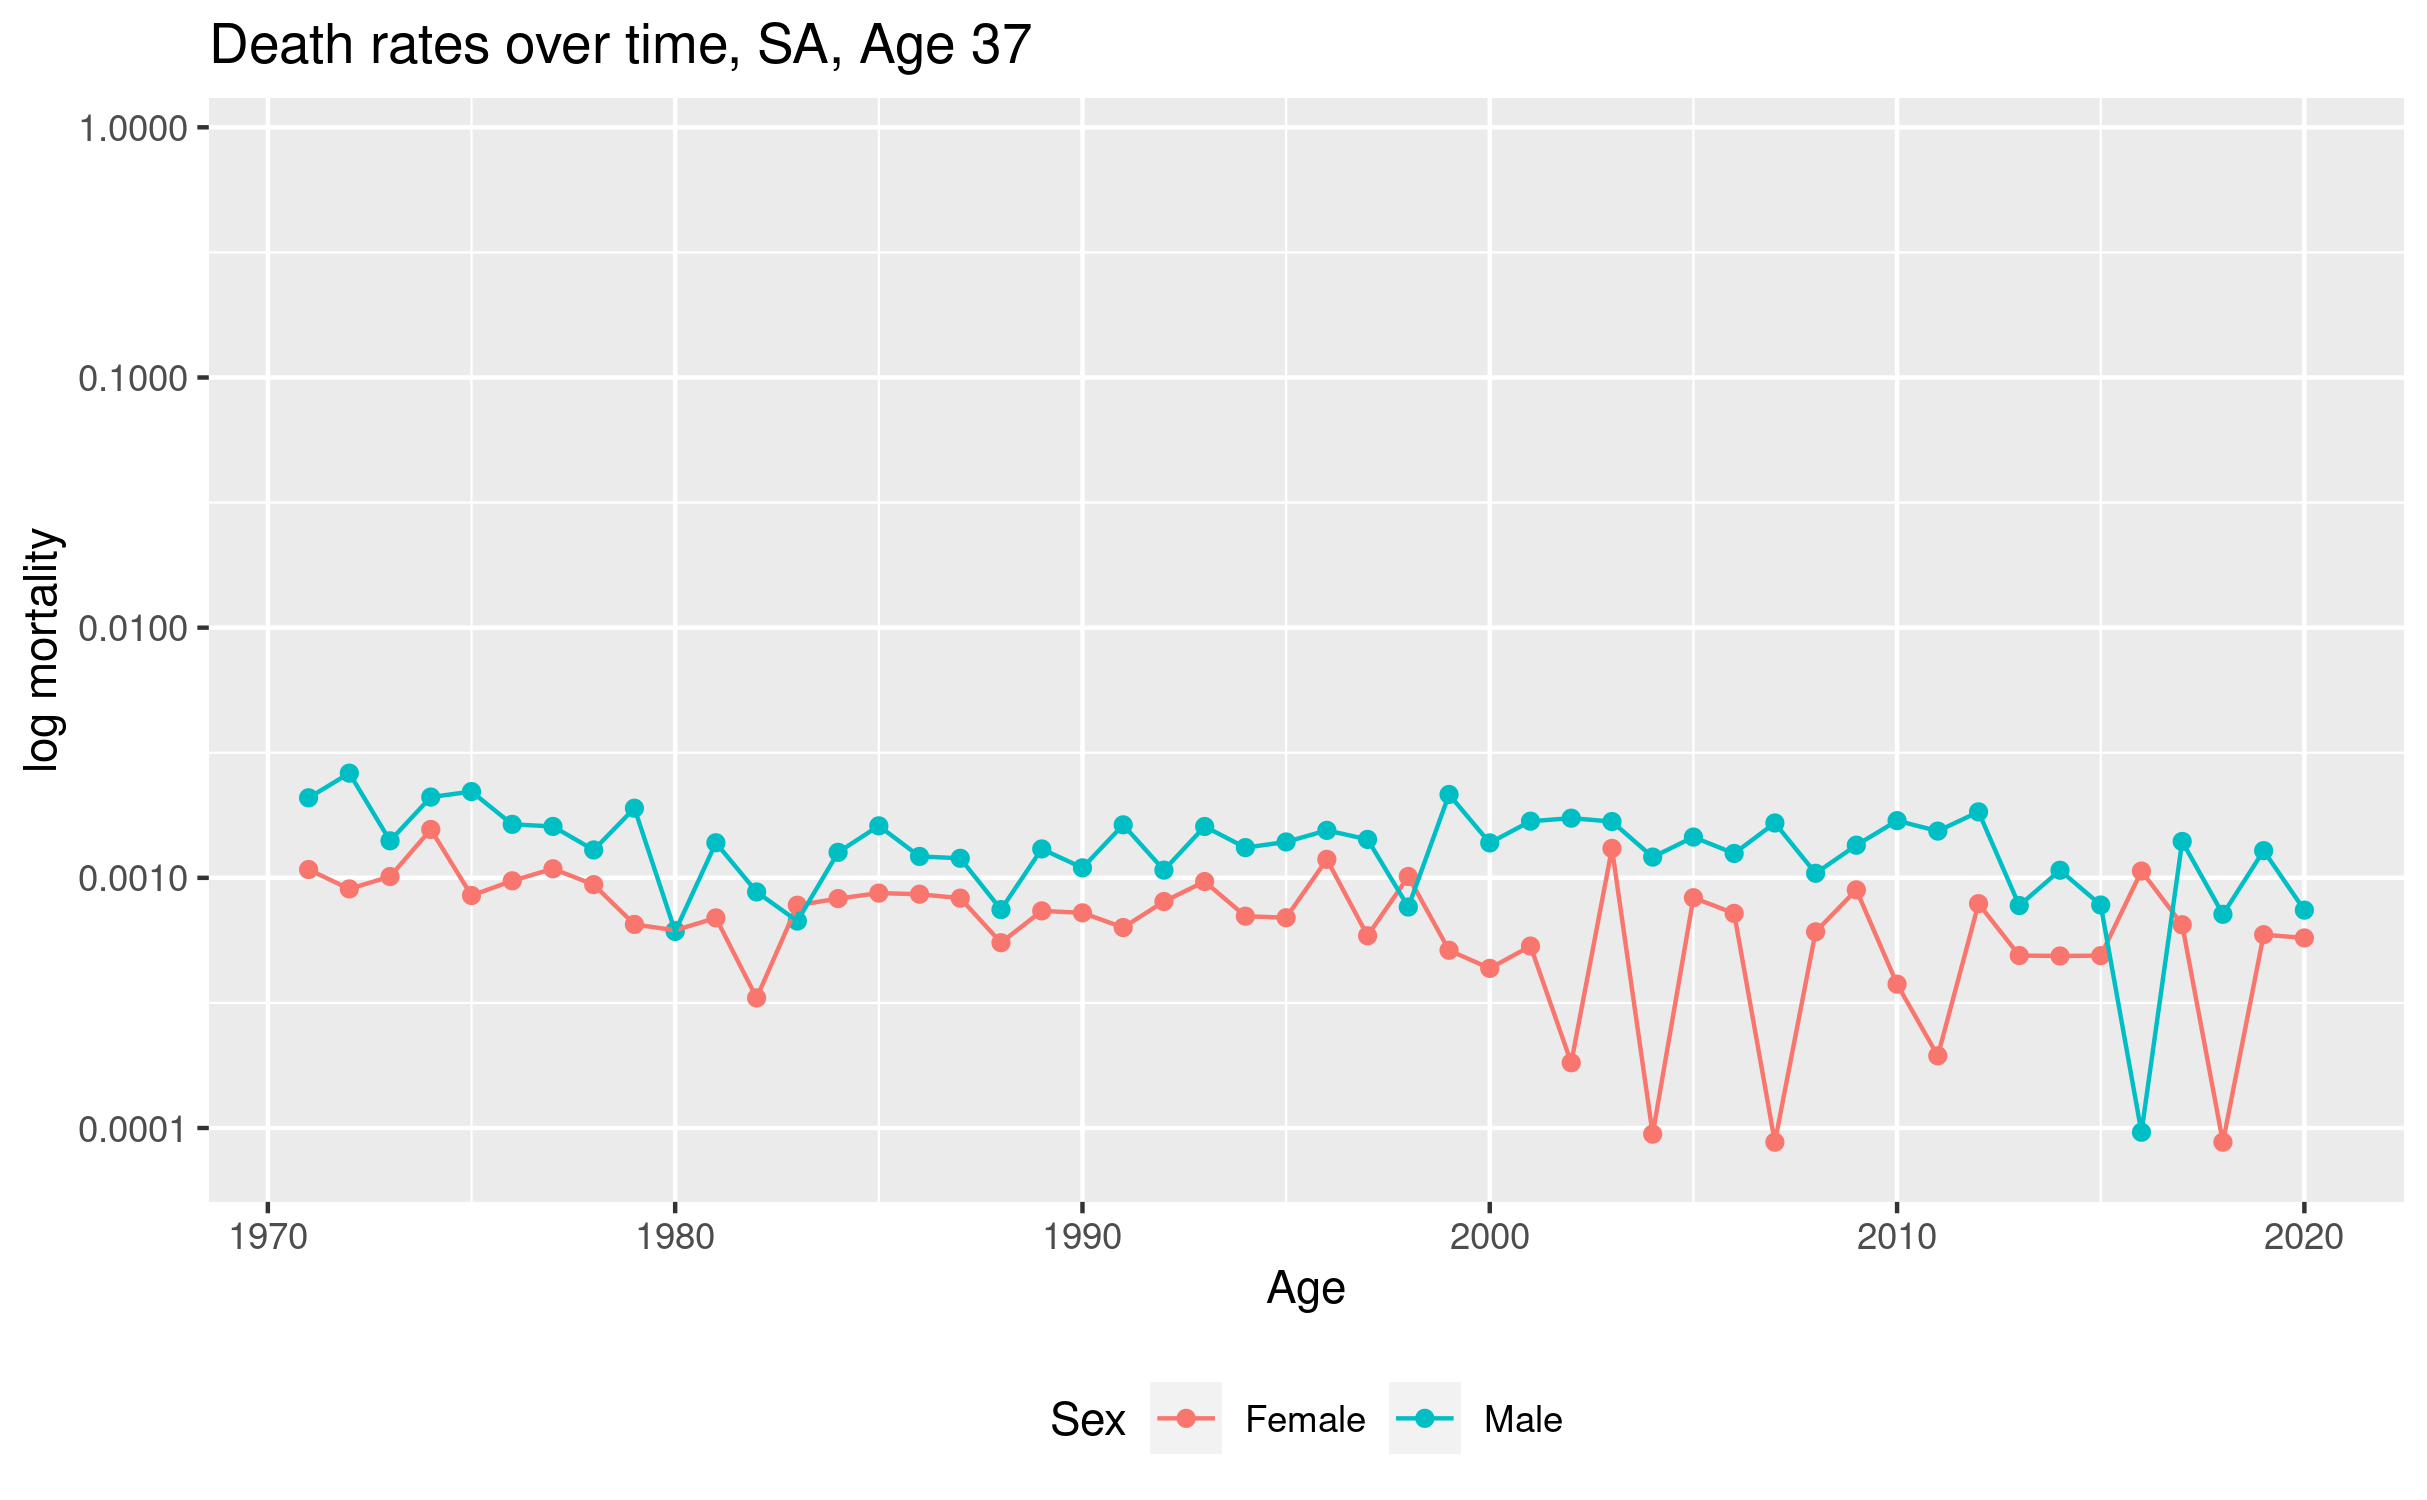 Death rates over time, SA, Age 37
log mortality
1.0000
0.1000
0.0100
0.0010
0.0001
1970 1980 1990 2000 2010 2020
Age
Sex Female Male